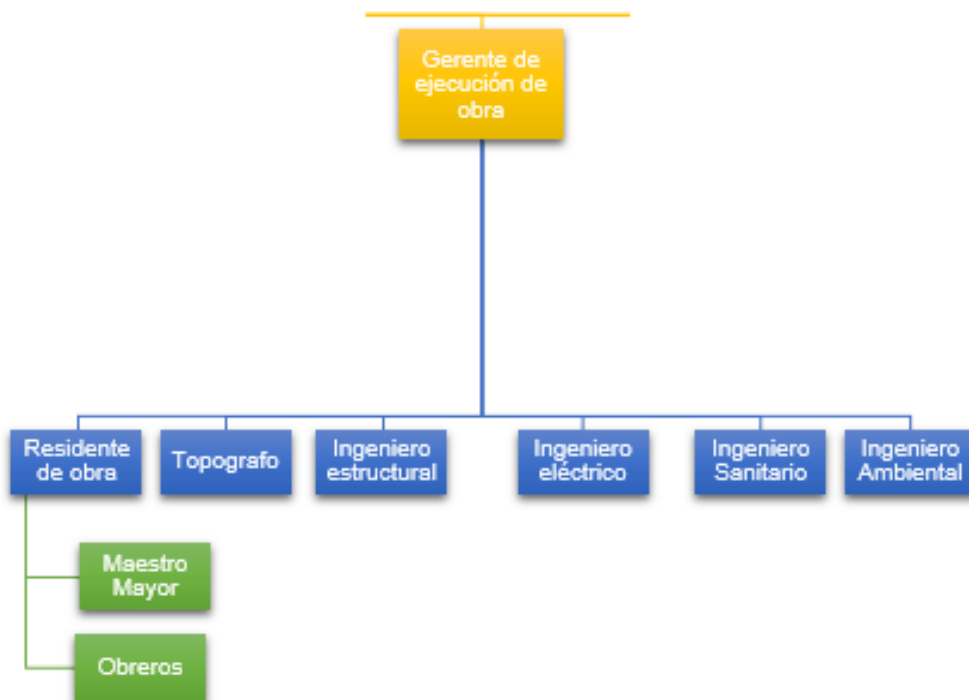 Gerente de
ejecución de
obra
Residente
de obra
Topografo
Ingeniero
estructural
Ingeniero
eléctrico
Ingeniero
Sanitario
Ingeniero
Ambiental
Maestro
Mayor
Obreros